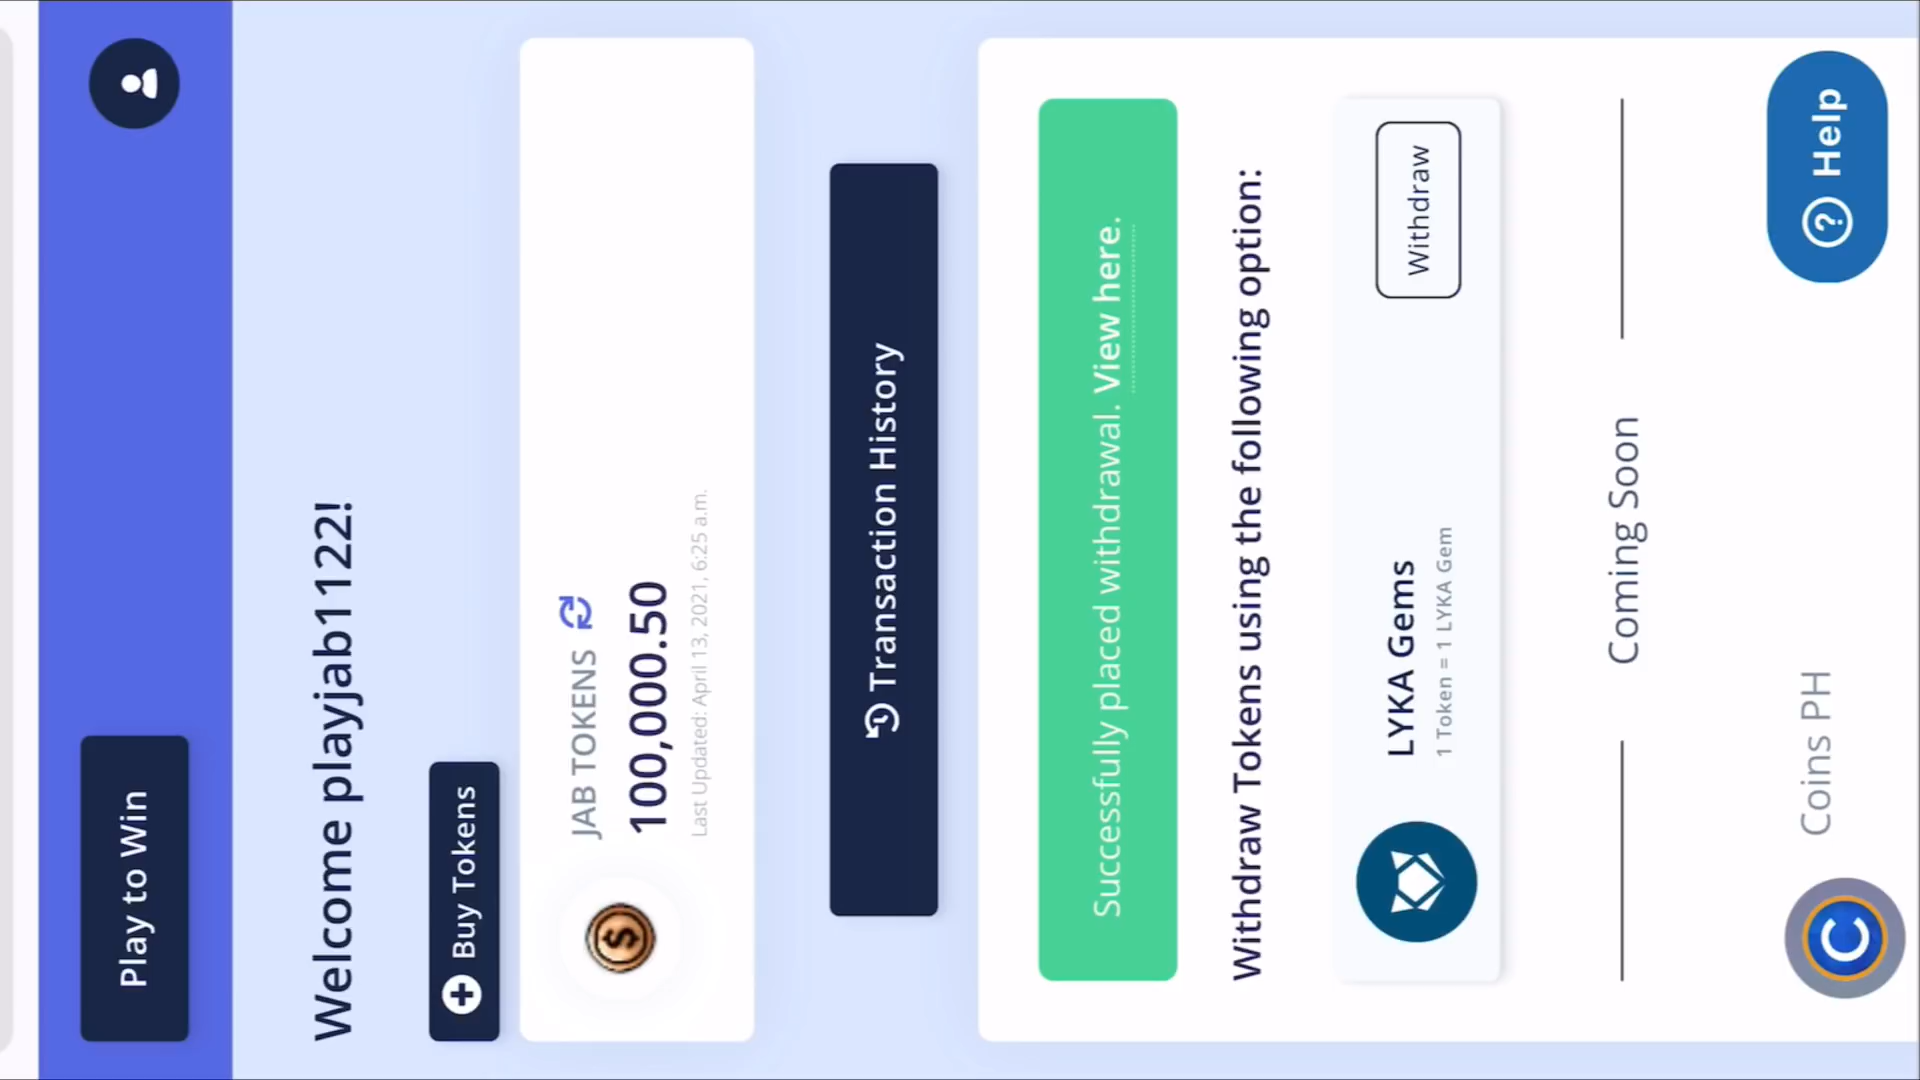 Play to Win
Welcome playjab1122!
Buy Tokens
JAB TOKENS
100,000.50
Last Updated: April 13, 2021, 6:25 a.m.
Transaction History
Successfully placed withdrawal. View here.
Withdraw Tokens using the following option:
LYKA Gems
1 Token = 1 LYKA Gem
Withdraw
Coming Soon
Coins PH
Help